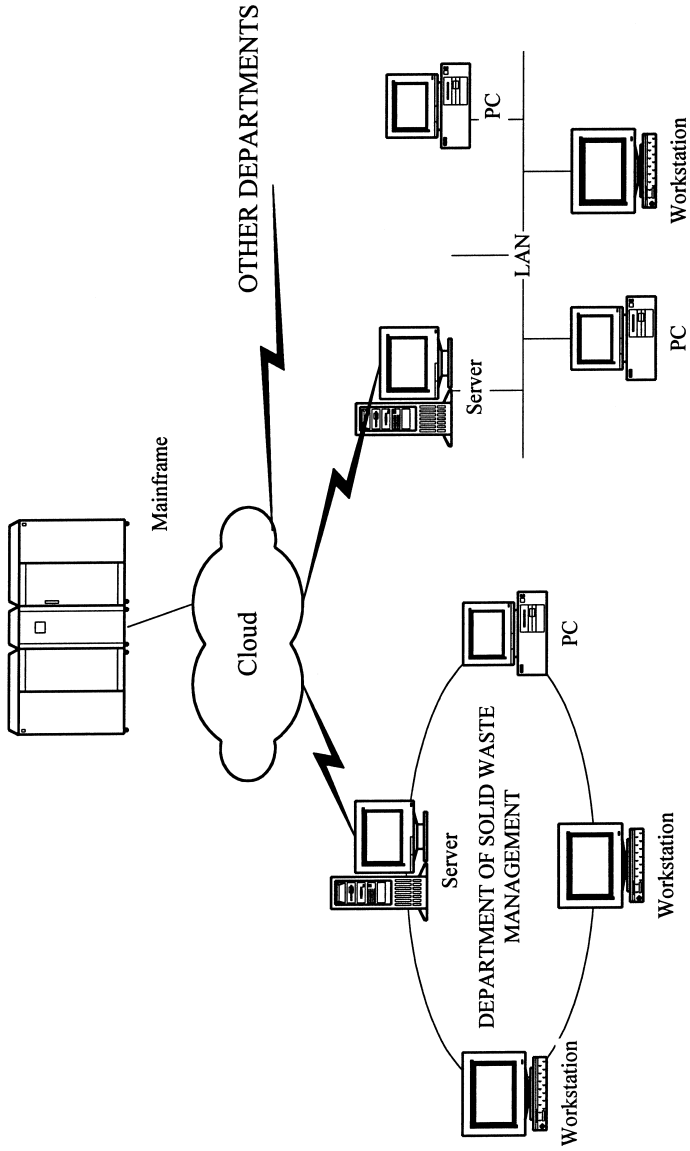 Mainframe
Cloud
OTHER DEPARTMENTS
Server
Server
LAN
PC
PC
Workstation
DEPARTMENT OF SOLID WASTE
MANAGEMENT
PC
Workstation
Workstation